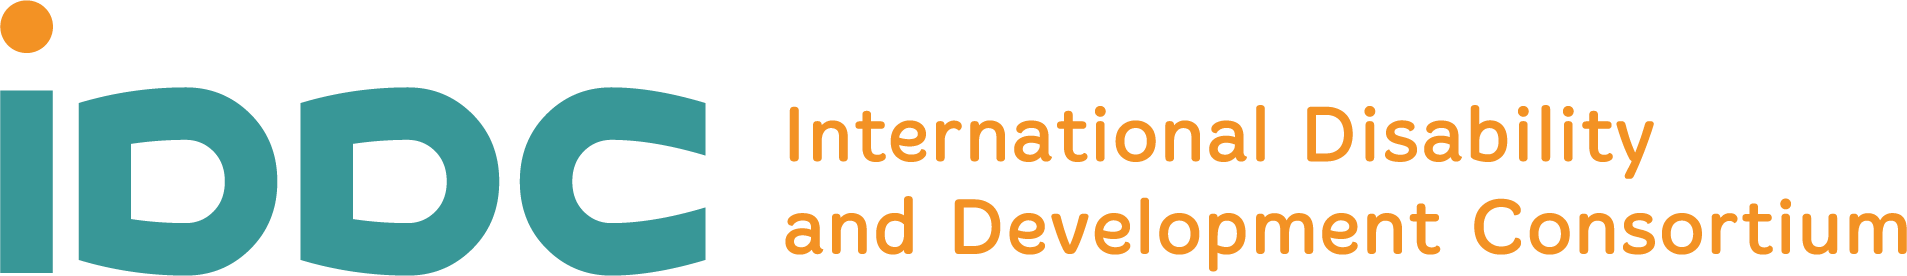 iDDC
International Disability
and Development Consortium